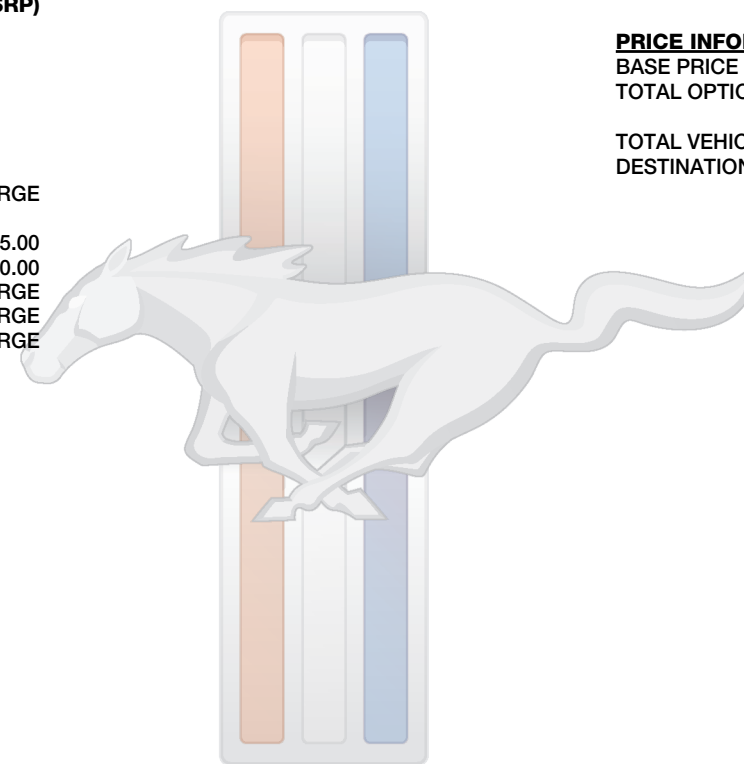 SRP)
RGE
5.00
0.00
RGE
RGE
RGE
PRICE INFO
BASE PRICE
TOTAL OPTIO
TOTAL VEHIC
DESTINATION